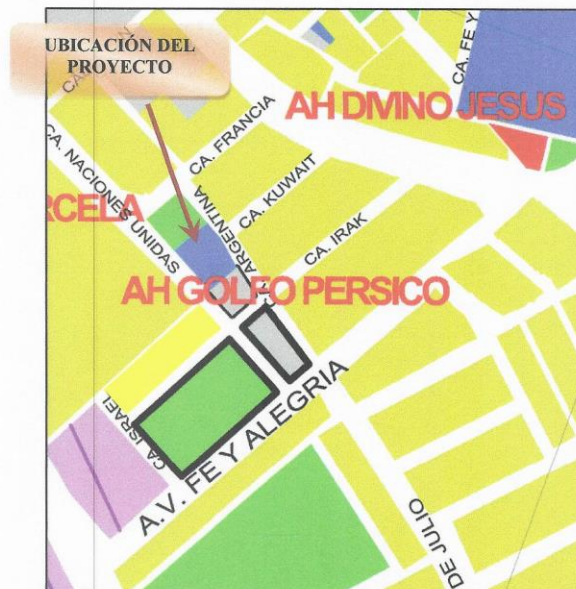 UBICACIÓN DEL
PROYECTO
CA. FE Y
AH DIVINO JESUS
CA. FRANCIA
CA. NACIONES UNIDAS
CA. KUWAIT
ARGENTINA
RCELA
CA. IRAK
AH GOLFO PERSICO
CA. ISRAEL
A.V. FE Y ALEGRIA
DE JULIO